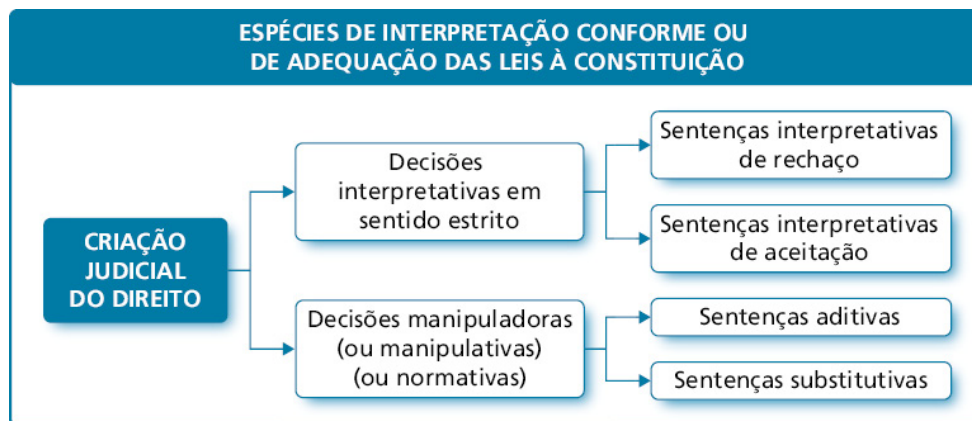 ESPÉCIES DE INTERPRETAÇÃO CONFORME OU
DE ADEQUAÇÃO DAS LEIS À CONSTITUIÇÃO
CRIAÇÃO
JUDICIAL
DO DIREITO
Decisões
interpretativas em
sentido estrito
Sentenças interpretativas
de rechaço
Sentenças interpretativas
de aceitação
Decisões manipuladoras
(ou manipulativas)
(ou normativas)
Sentenças aditivas
Sentenças substitutivas